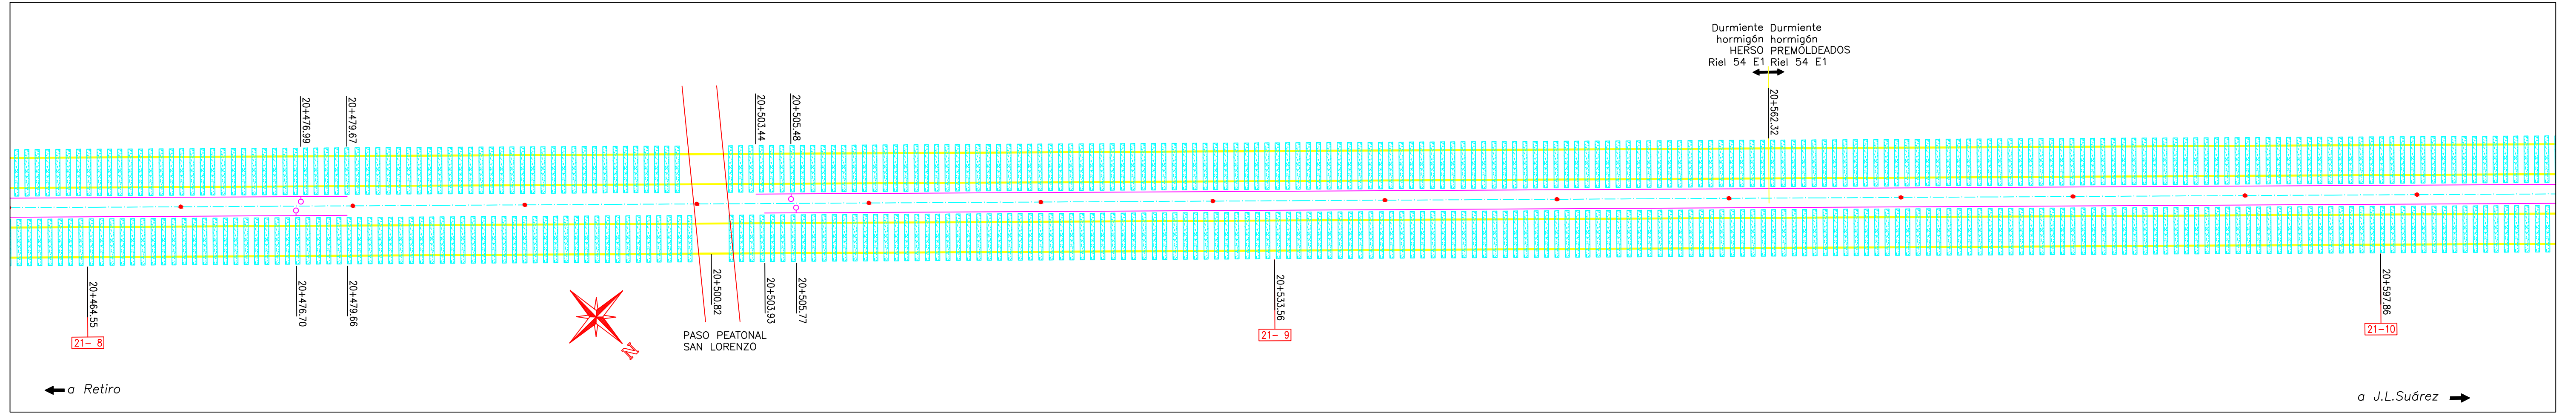 Durmiente Durmiente
hormigón hormigón
HERSO PREMOLDEADOS
Riel 54 E1 Riel 54 E1
20+476.99
20+479.67
20+503.44
20+505.48
20+562.32
20+464.55
20+476.70
20+479.66
20+500.82
20+503.93
20+505.77
20+533.56
20+597.86
21- 8
N
PASO PEATONAL
SAN LORENZO
21- 9
21-10
a Retiro
a J.L.Suárez